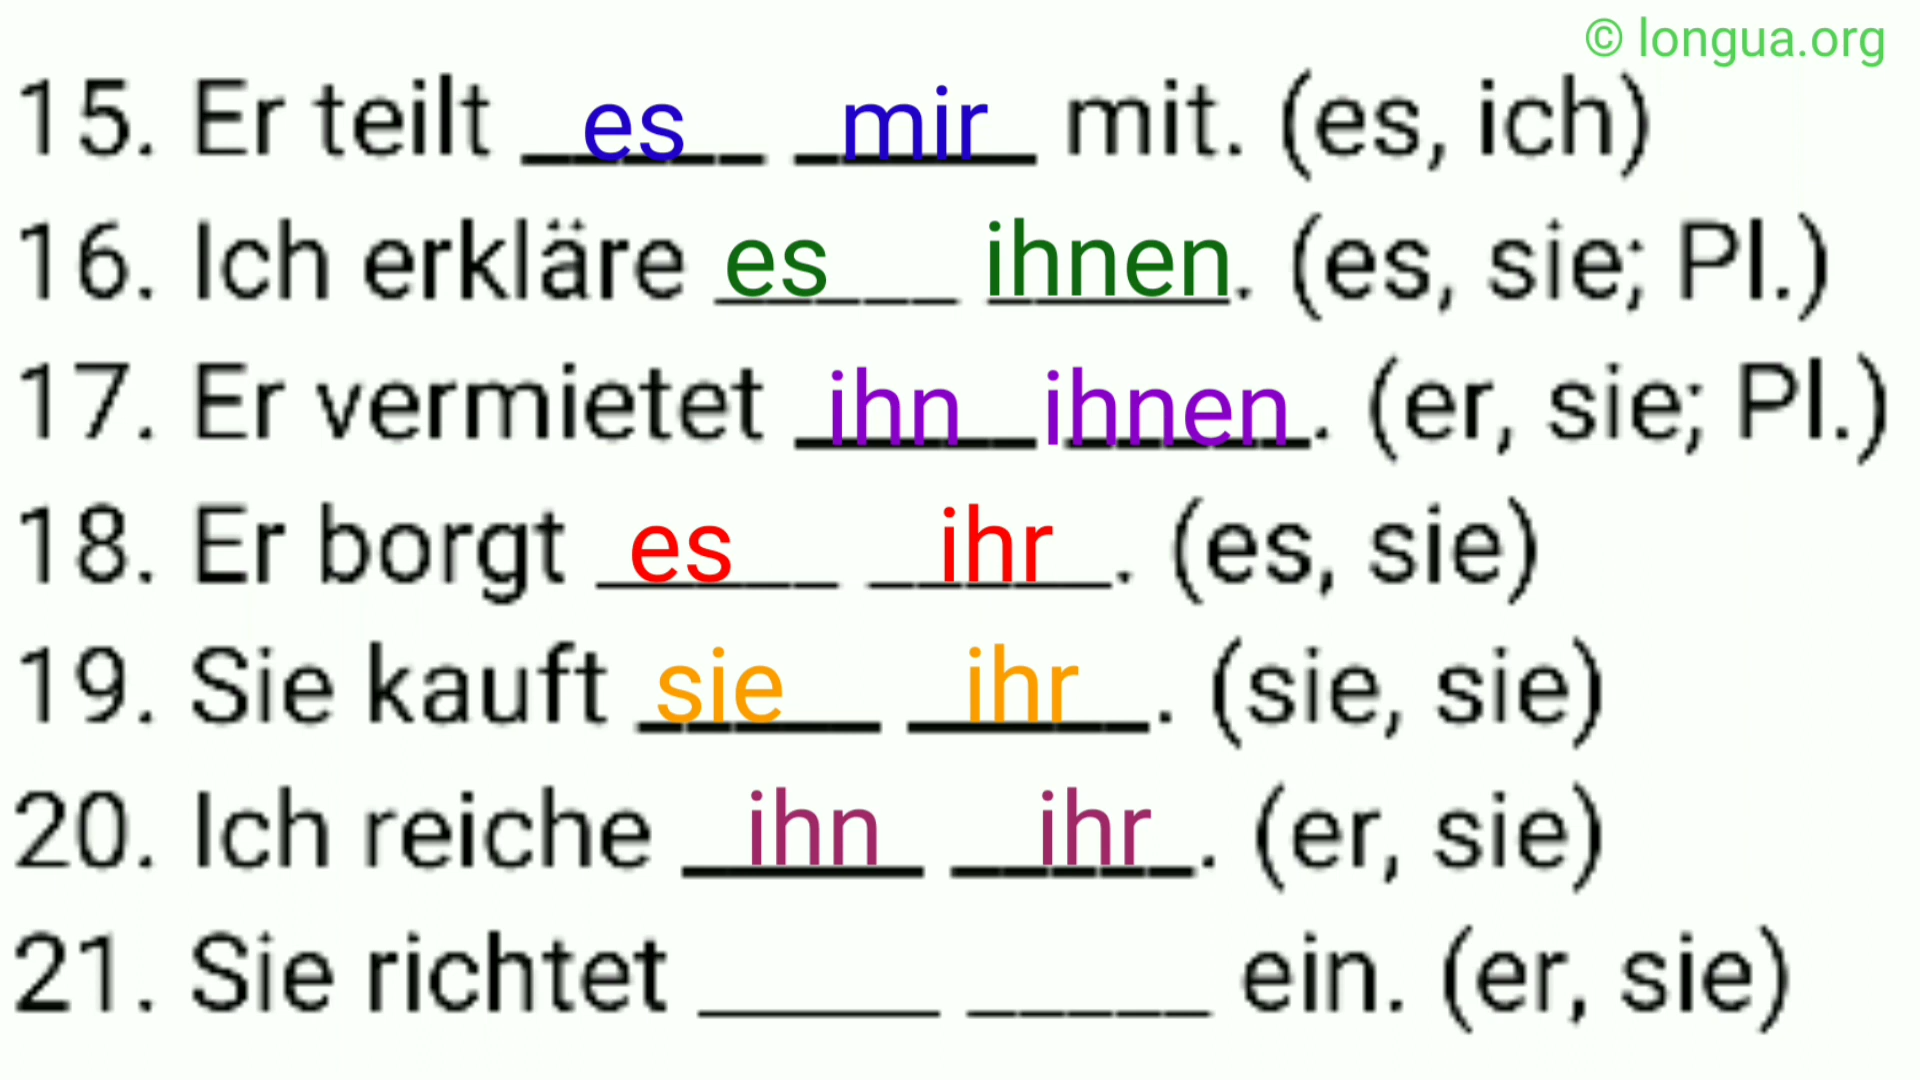 © longua.org
15. Er teilt es mir mit. (es, ich)
16. Ich erkläre es ihnen. (es, sie; Pl.)
17. Er vermietet ihn ihnen. (er, sie; Pl.)
18. Er borgt es ihr. (es, sie)
19. Sie kauft sie ihr. (sie, sie)
20. Ich reiche ihn ihr. (er, sie)
21. Sie richtet _____ _____ ein. (er, sie)